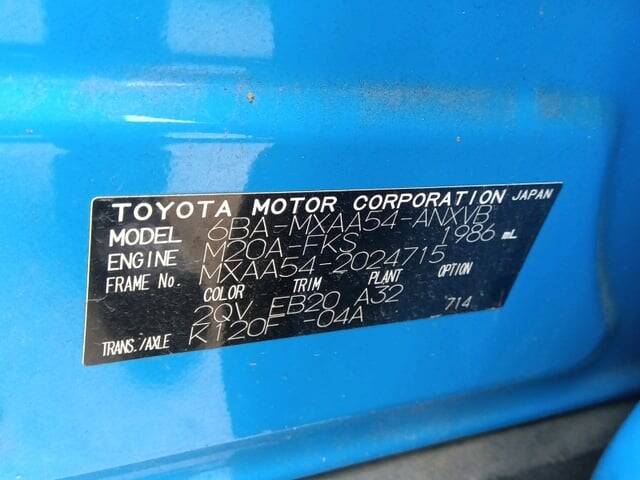 TOYOTA MOTOR CORPORATION JAPAN
MODEL 6BA-MXAA54-ANXVB
ENGINE M20A-FKS 1986 mL
FRAME No. MXAA54-2024715
COLOR TRIM PLANT OPTION
2QV EB20 A32 714
TRANS./AXLE K120F -04A